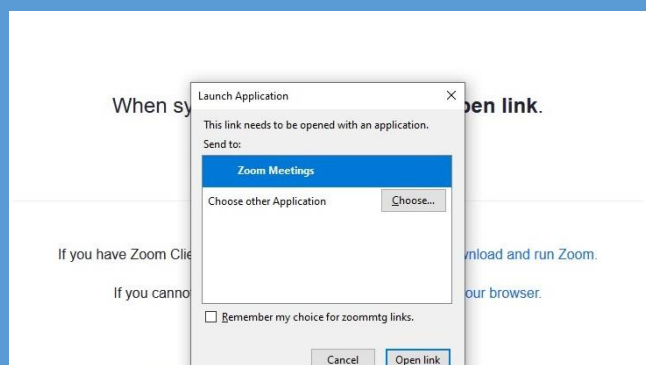 Launch Application
When sy
pen link.
This link needs to be opened with an application.
Send to:
Zoom Meetings
Choose other Application
Choose...
If you have Zoom Clie
nload and run Zoom.
If you canno
our browser.
Remember my choice for zoommtg links.
Cancel
Open link